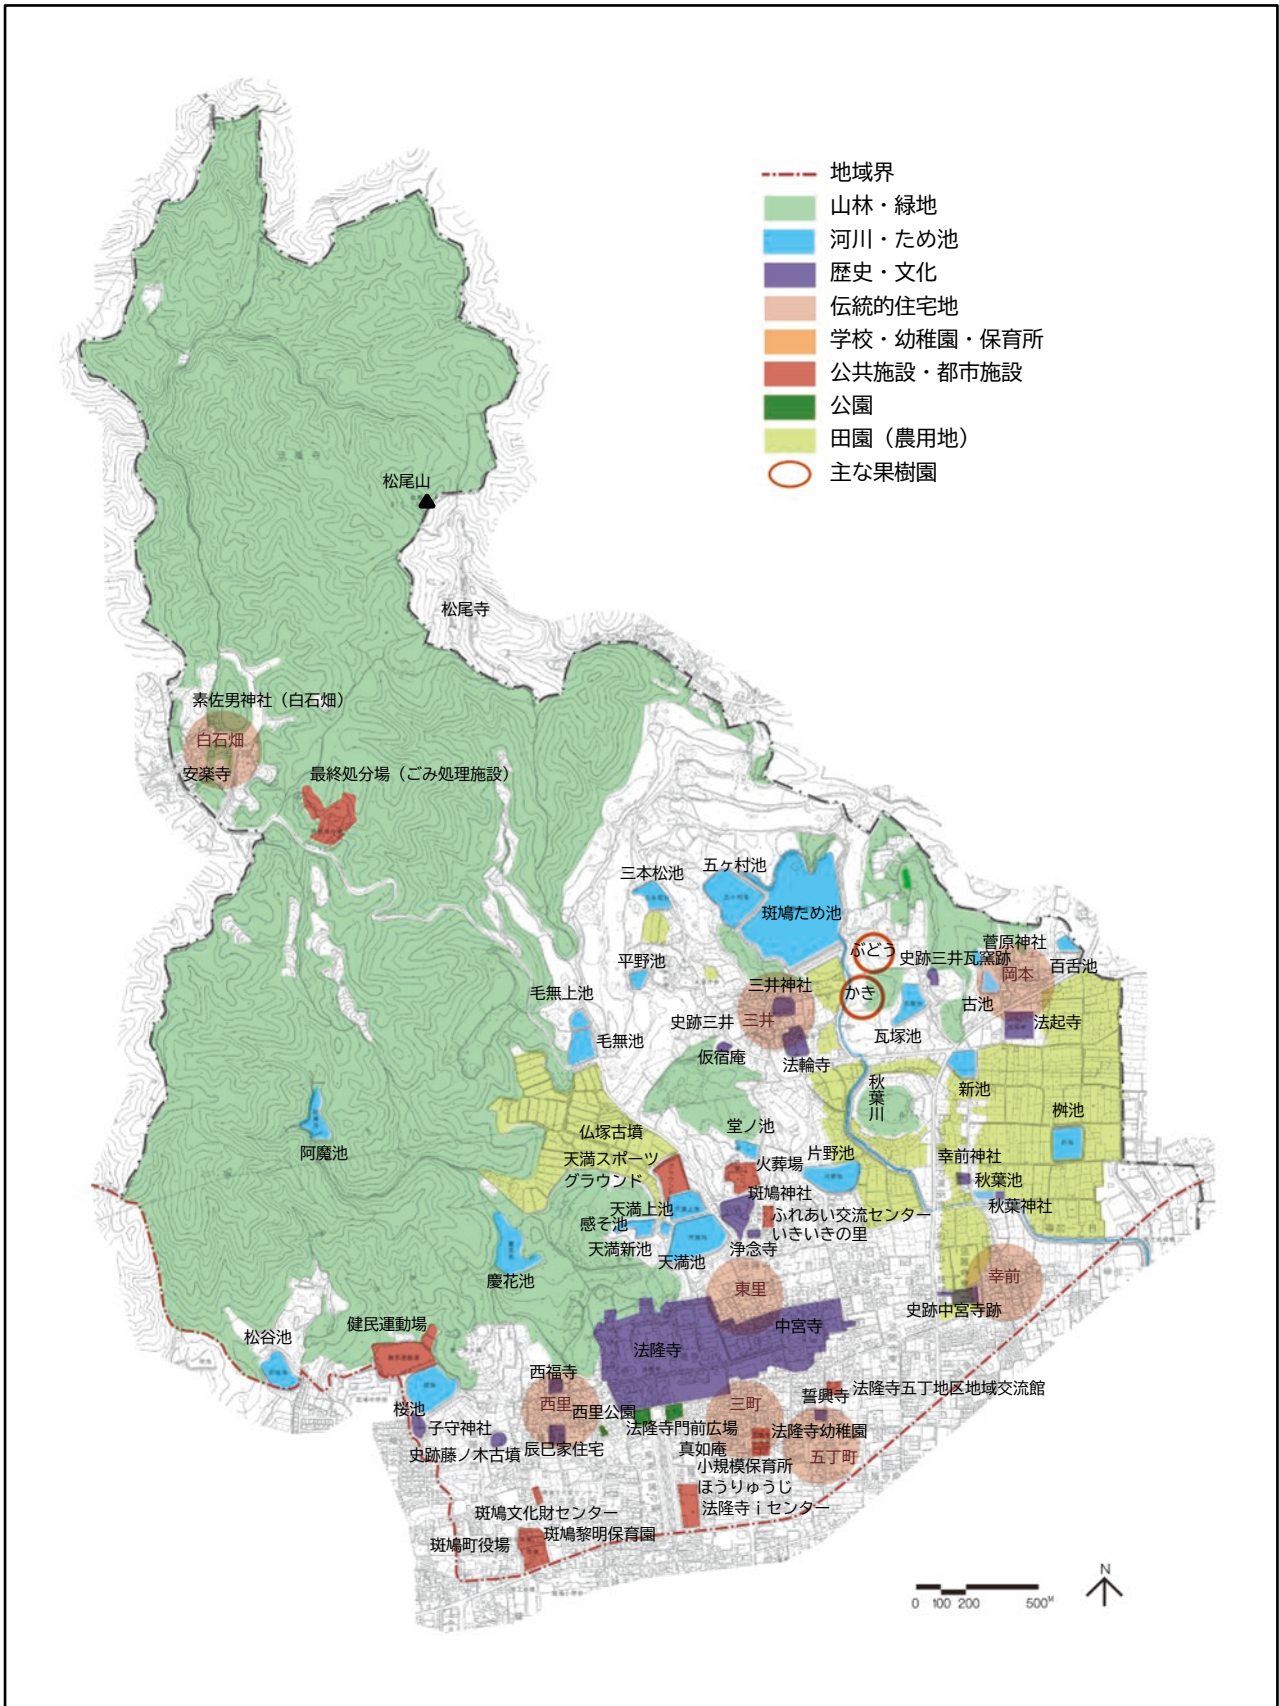 地域界
山林・緑地
河川・ため池
歴史・文化
伝統的住宅地
学校・幼稚園・保育所
公共施設・都市施設
公園
田園（農用地）
主な果樹園
松尾山
松尾寺
素佐男神社（白石畑）
白石畑
安楽寺
最終処分場（ごみ処理施設）
三本松池
五ヶ村池
斑鳩ため池
ぶどう
史跡三井瓦窯跡
菅原神社
百舌池
岡本
平野池
三井神社
かき
古池
法起寺
毛無上池
史跡三井
三井
瓦塚池
毛無池
仮宿庵
法輪寺
秋葉川
新池
桝池
堂ノ池
仏塚古墳
阿魔池
天満スポーツ
グラウンド
火葬場
片野池
幸前神社
秋葉池
斑鳩神社
秋葉神社
天満上池
感そ池
ふれあい交流センター
いきいきの里
天満新池
浄念寺
天満池
慶花池
東里
幸前
史跡中宮寺跡
松谷池
健民運動場
中宮寺
法隆寺
西福寺
西里
西里公園
三町
誓興寺
法隆寺五丁地区地域交流館
桜池
子守神社
法隆寺門前広場
法隆寺幼稚園
史跡藤ノ木古墳
辰巳家住宅
真如庵
五丁町
小規模保育所
ほうりゅうじ
法隆寺ｉセンター
斑鳩文化財センター
斑鳩町役場
斑鳩黎明保育園
N
0 100 200 500M